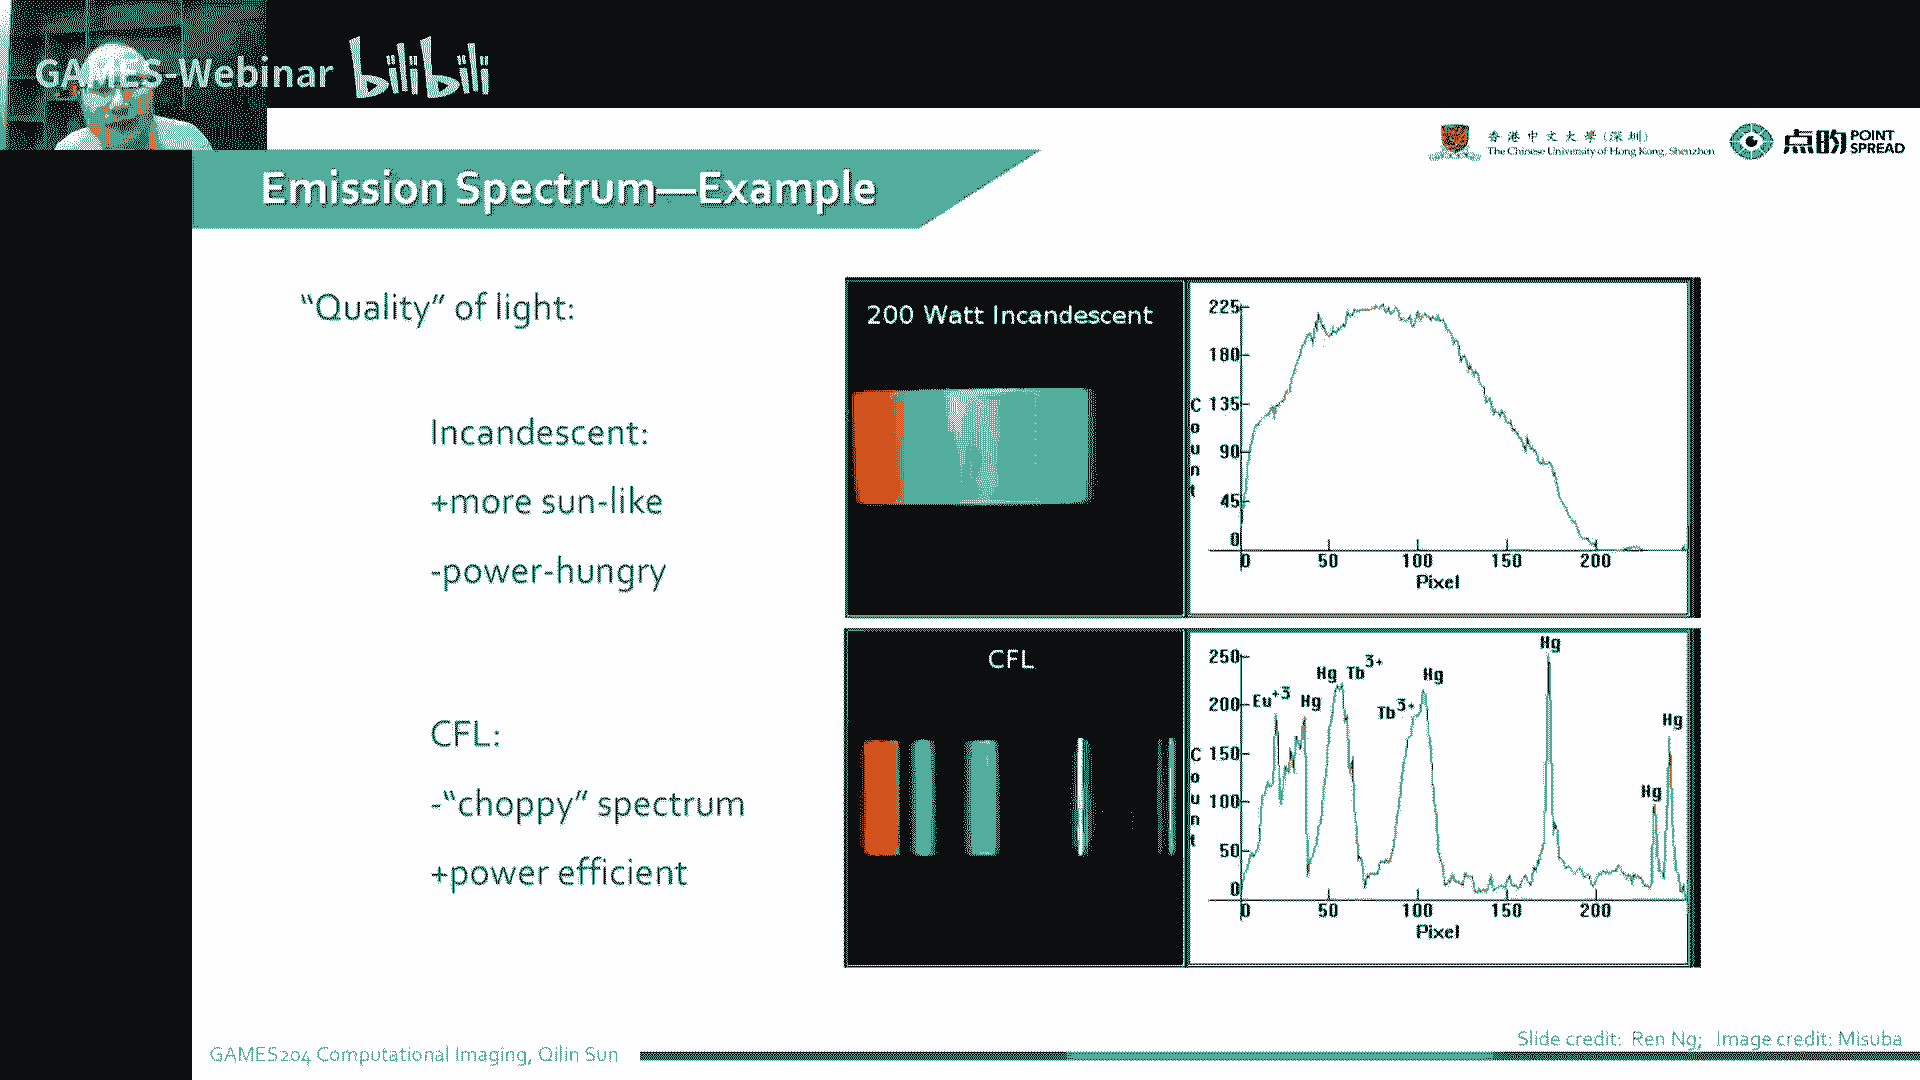 GAMES-Webinar bilibili
香港中文大學(深圳)
The Chinese University of Hong Kong, Shenzhen
点昀 POINT SPREAD
Emission Spectrum—Example
“Quality” of light:
Incandescent:
+more sun-like
-power-hungry
CFL:
-“choppy” spectrum
+power efficient
200 Watt Incandescent
225
180
135
90
45
0
Count
0 50 100 150 200
Pixel
CFL
250
200
150
100
50
0
Count
Eu+3 Hg Hg Tb3+ Tb3+ Hg Hg Hg Hg
0 50 100 150 200
Pixel
Slide credit: Ren Ng; Image credit: Misuba
GAMES204 Computational Imaging, Qilin Sun